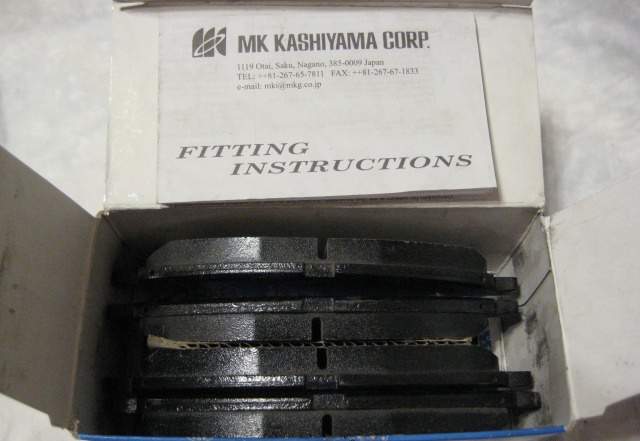 MK KASHIYAMA CORP.
1119 Otai, Saku, Nagano, 385-0009 Japan
TEL: ++81-267-65-7811 FAX: ++81-267-67-1833
e-mail: mki@mkg.co.jp
FITTING
INSTRUCTIONS